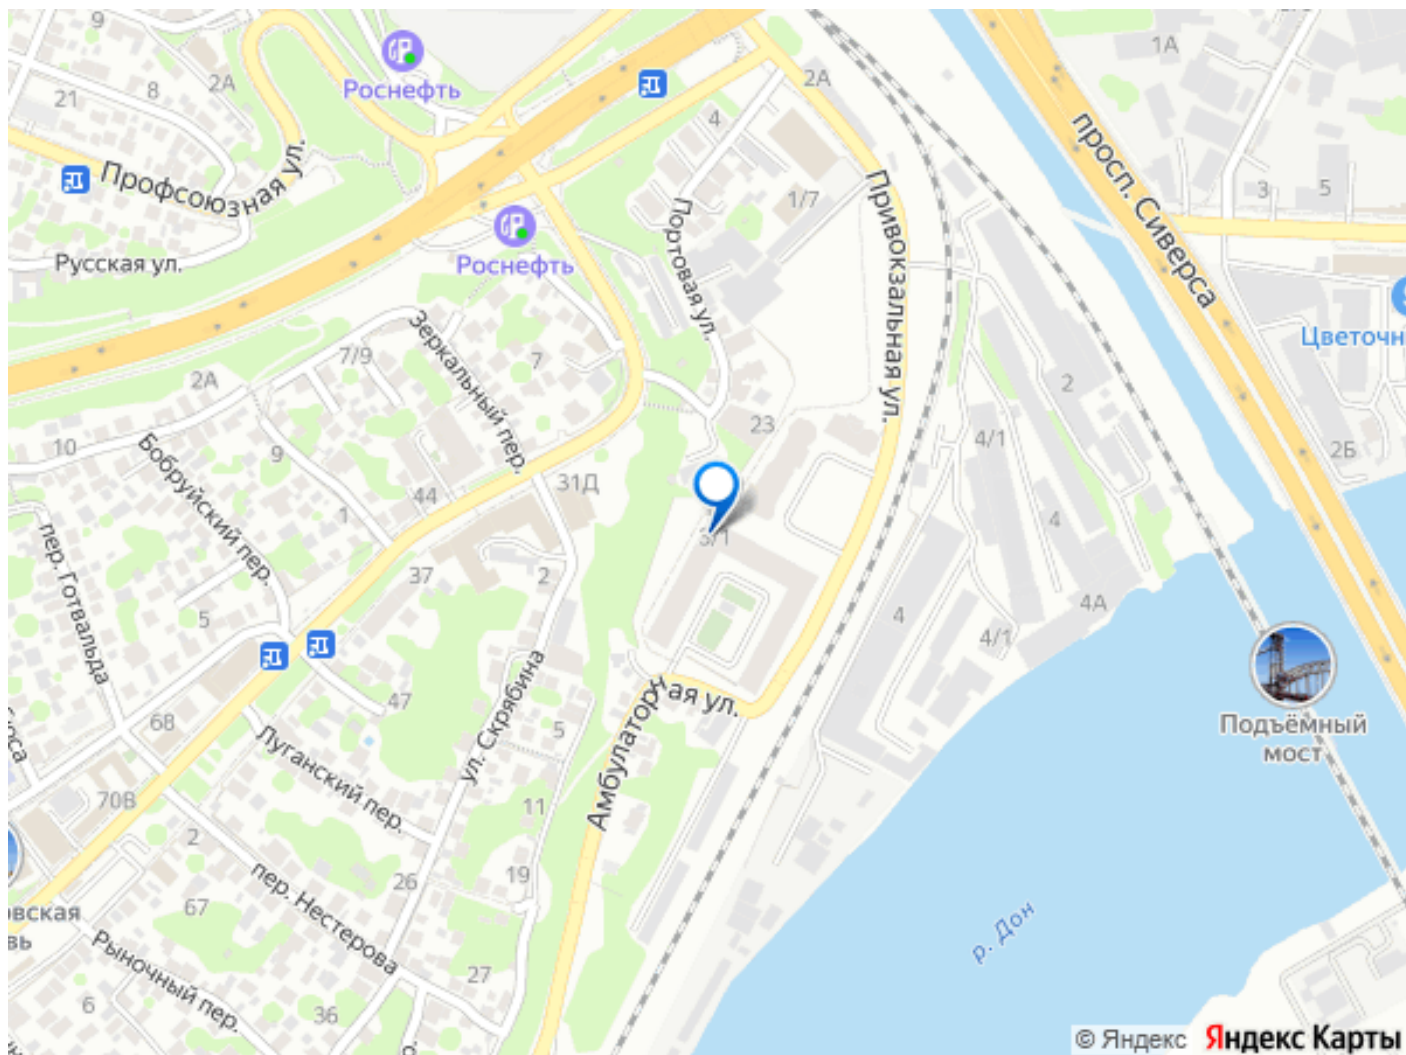 9
8
21
2А
Роснефть
Профсоюзная ул.
Русская ул.
Роснефть
4
2А
1/7
Портовая ул.
Привокзальная ул.
1А
просп. Сиверса
3
5
Цветочн
2Б
7/9
2А
Зеркальный пер.
7
10
9
Бобруйский пер.
44
1
31Д
23
3/1
2
4/1
4
4
4А
4/1
пер. Готвальда
37
2
5
47
68
ул. Скрябина
5
Амбулаторная ул.
Подъёмный
мост
Луганский пер.
70В
2
11
19
26
пер. Нестерова
67
овская
вь
Рыночный пер.
27
6
36
р. Дон
© Яндекс Яндекс Карты